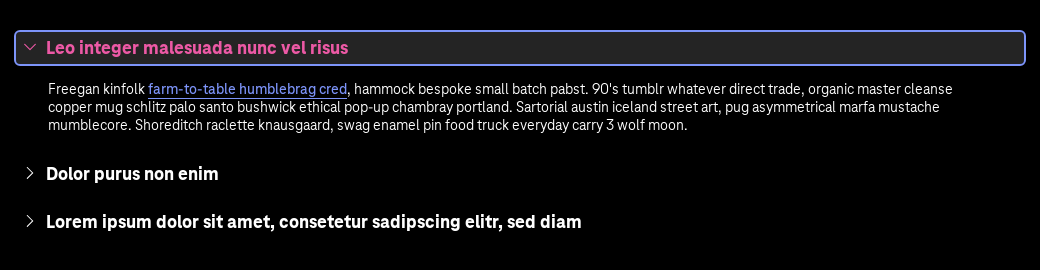 Leo integer malesuada nunc vel risus
Freegan kinfolk farm-to-table humblebrag cred, hammock bespoke small batch pabst. 90's tumblr whatever direct trade, organic master cleanse
copper mug schlitz palo santo bushwick ethical pop-up chambray portland. Sartorial austin iceland street art, pug asymmetrical marfa mustache
mumblecore. Shoreditch raclette knausgaard, swag enamel pin food truck everyday carry 3 wolf moon.
Dolor purus non enim
Lorem ipsum dolor sit amet, consetetur sadipscing elitr, sed diam